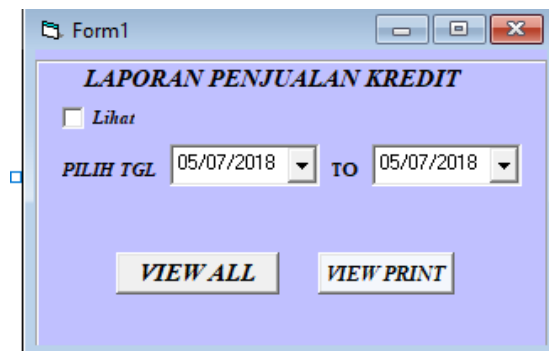 Form1
LAPORAN PENJUALAN KREDIT
Lihat
PILIH TGL 05/07/2018 TO 05/07/2018
VIEW ALL VIEW PRINT